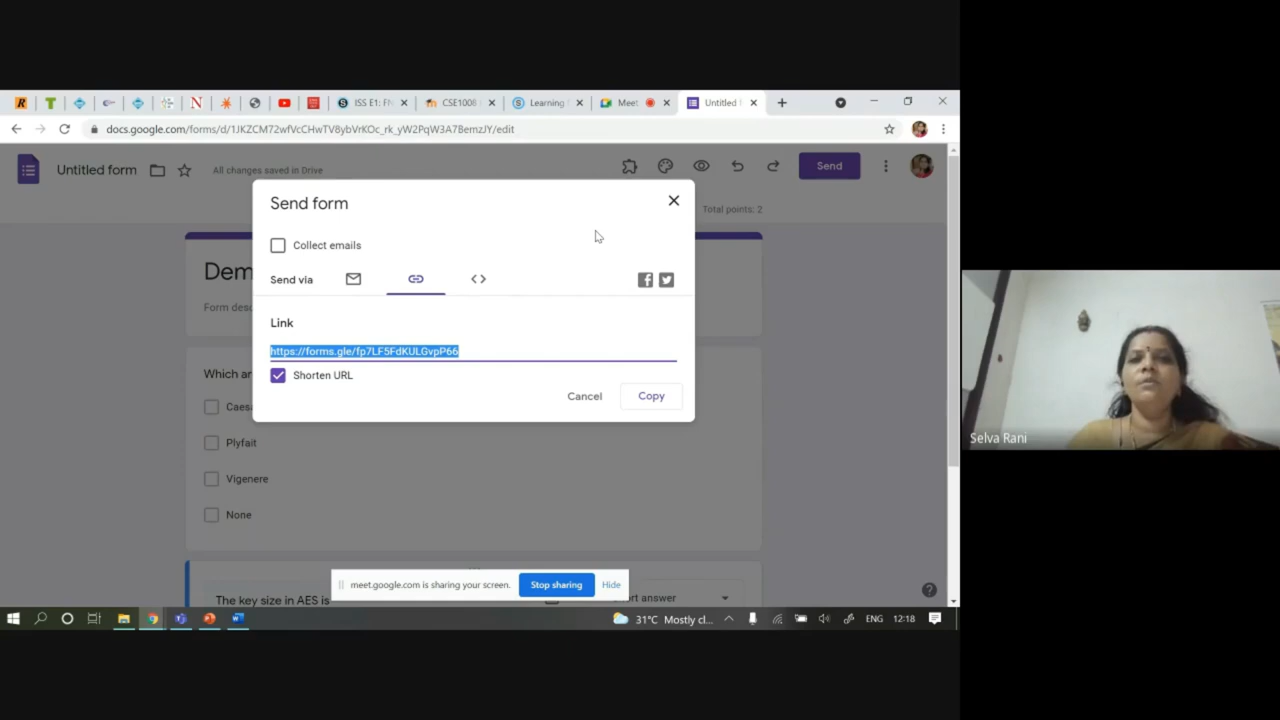 ISS E1: FN
CSE1008
Learning
Meet
Untitled f
docs.google.com/forms/d/1JKZCM72wfVcCHwTV8ybVrKOc_rk_yW2PqW3A7BemzJY/edit
Untitled form
All changes saved in Drive
Send
Total points: 2
Send form
Collect emails
Send via
Link
https://forms.gle/fp7LF5FdKULGvpP66
Shorten URL
Cancel
Copy
Dem
Form desc
Which ar
Caesa
Plyfait
Vigenere
None
meet.google.com is sharing your screen.
Stop sharing
Hide
The key size in AES is
ort answer
31°C Mostly cl...
ENG
12:18
Selva Rani